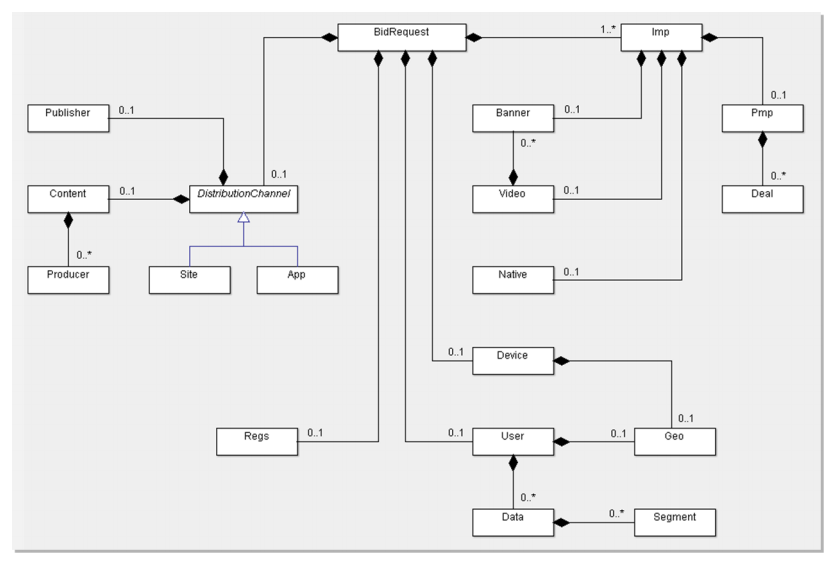 BidRequest
1..*
Imp
Publisher
0..1
Banner
0..1
0..1
Pmp
0..*
Content
0..1
0..1
DistributionChannel
Video
0..1
0..*
Deal
0..*
Producer
Site
App
Native
0..1
0..1
Device
0..1
Regs
0..1
0..1
User
0..1
Geo
0..*
Data
0..*
Segment